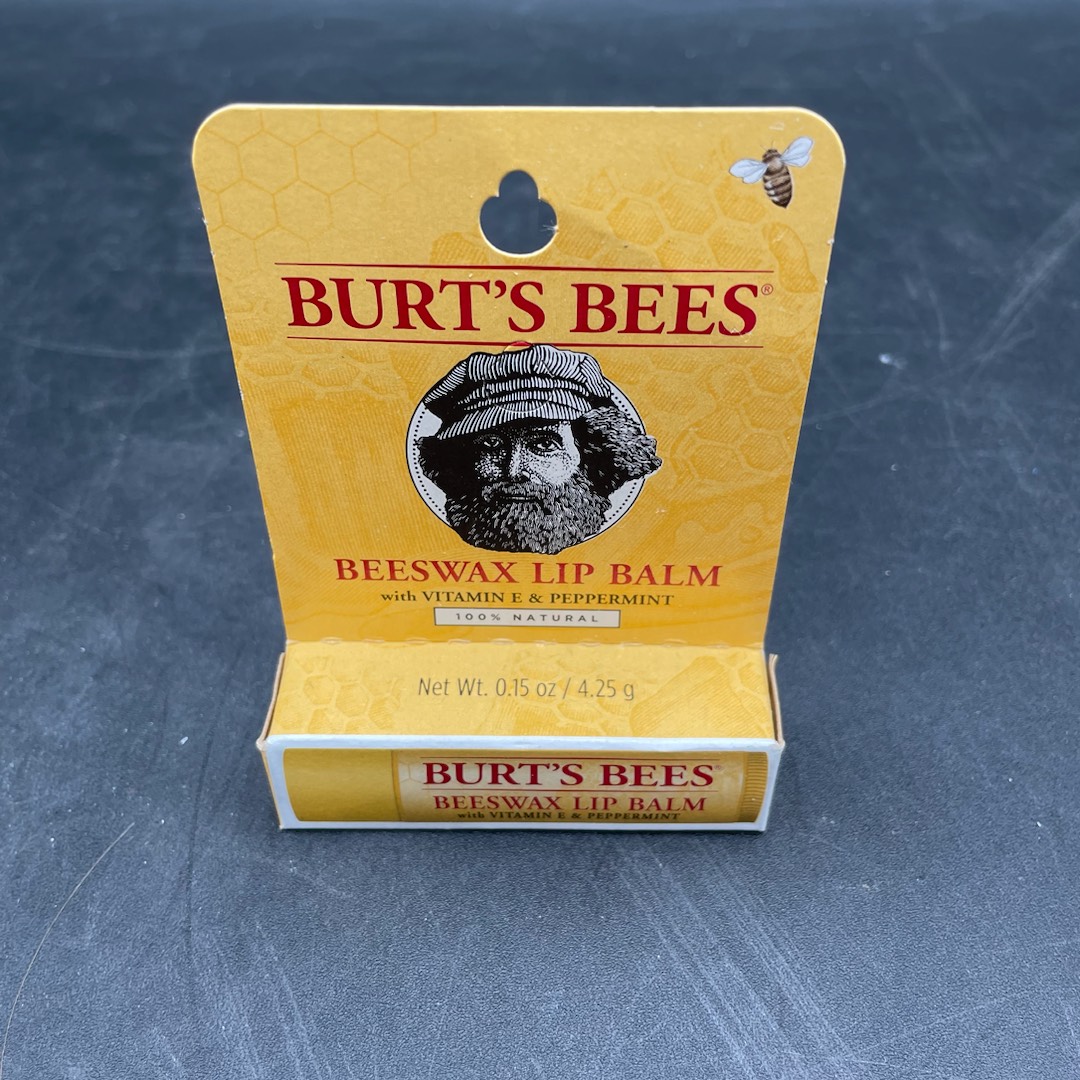 BURT'S BEES®
BEESWAX LIP BALM
with VITAMIN E & PEPPERMINT
100% NATURAL
Net Wt. 0.15 oz / 4.25 g
BURT'S BEES®
BEESWAX LIP BALM
with VITAMIN E & PEPPERMINT